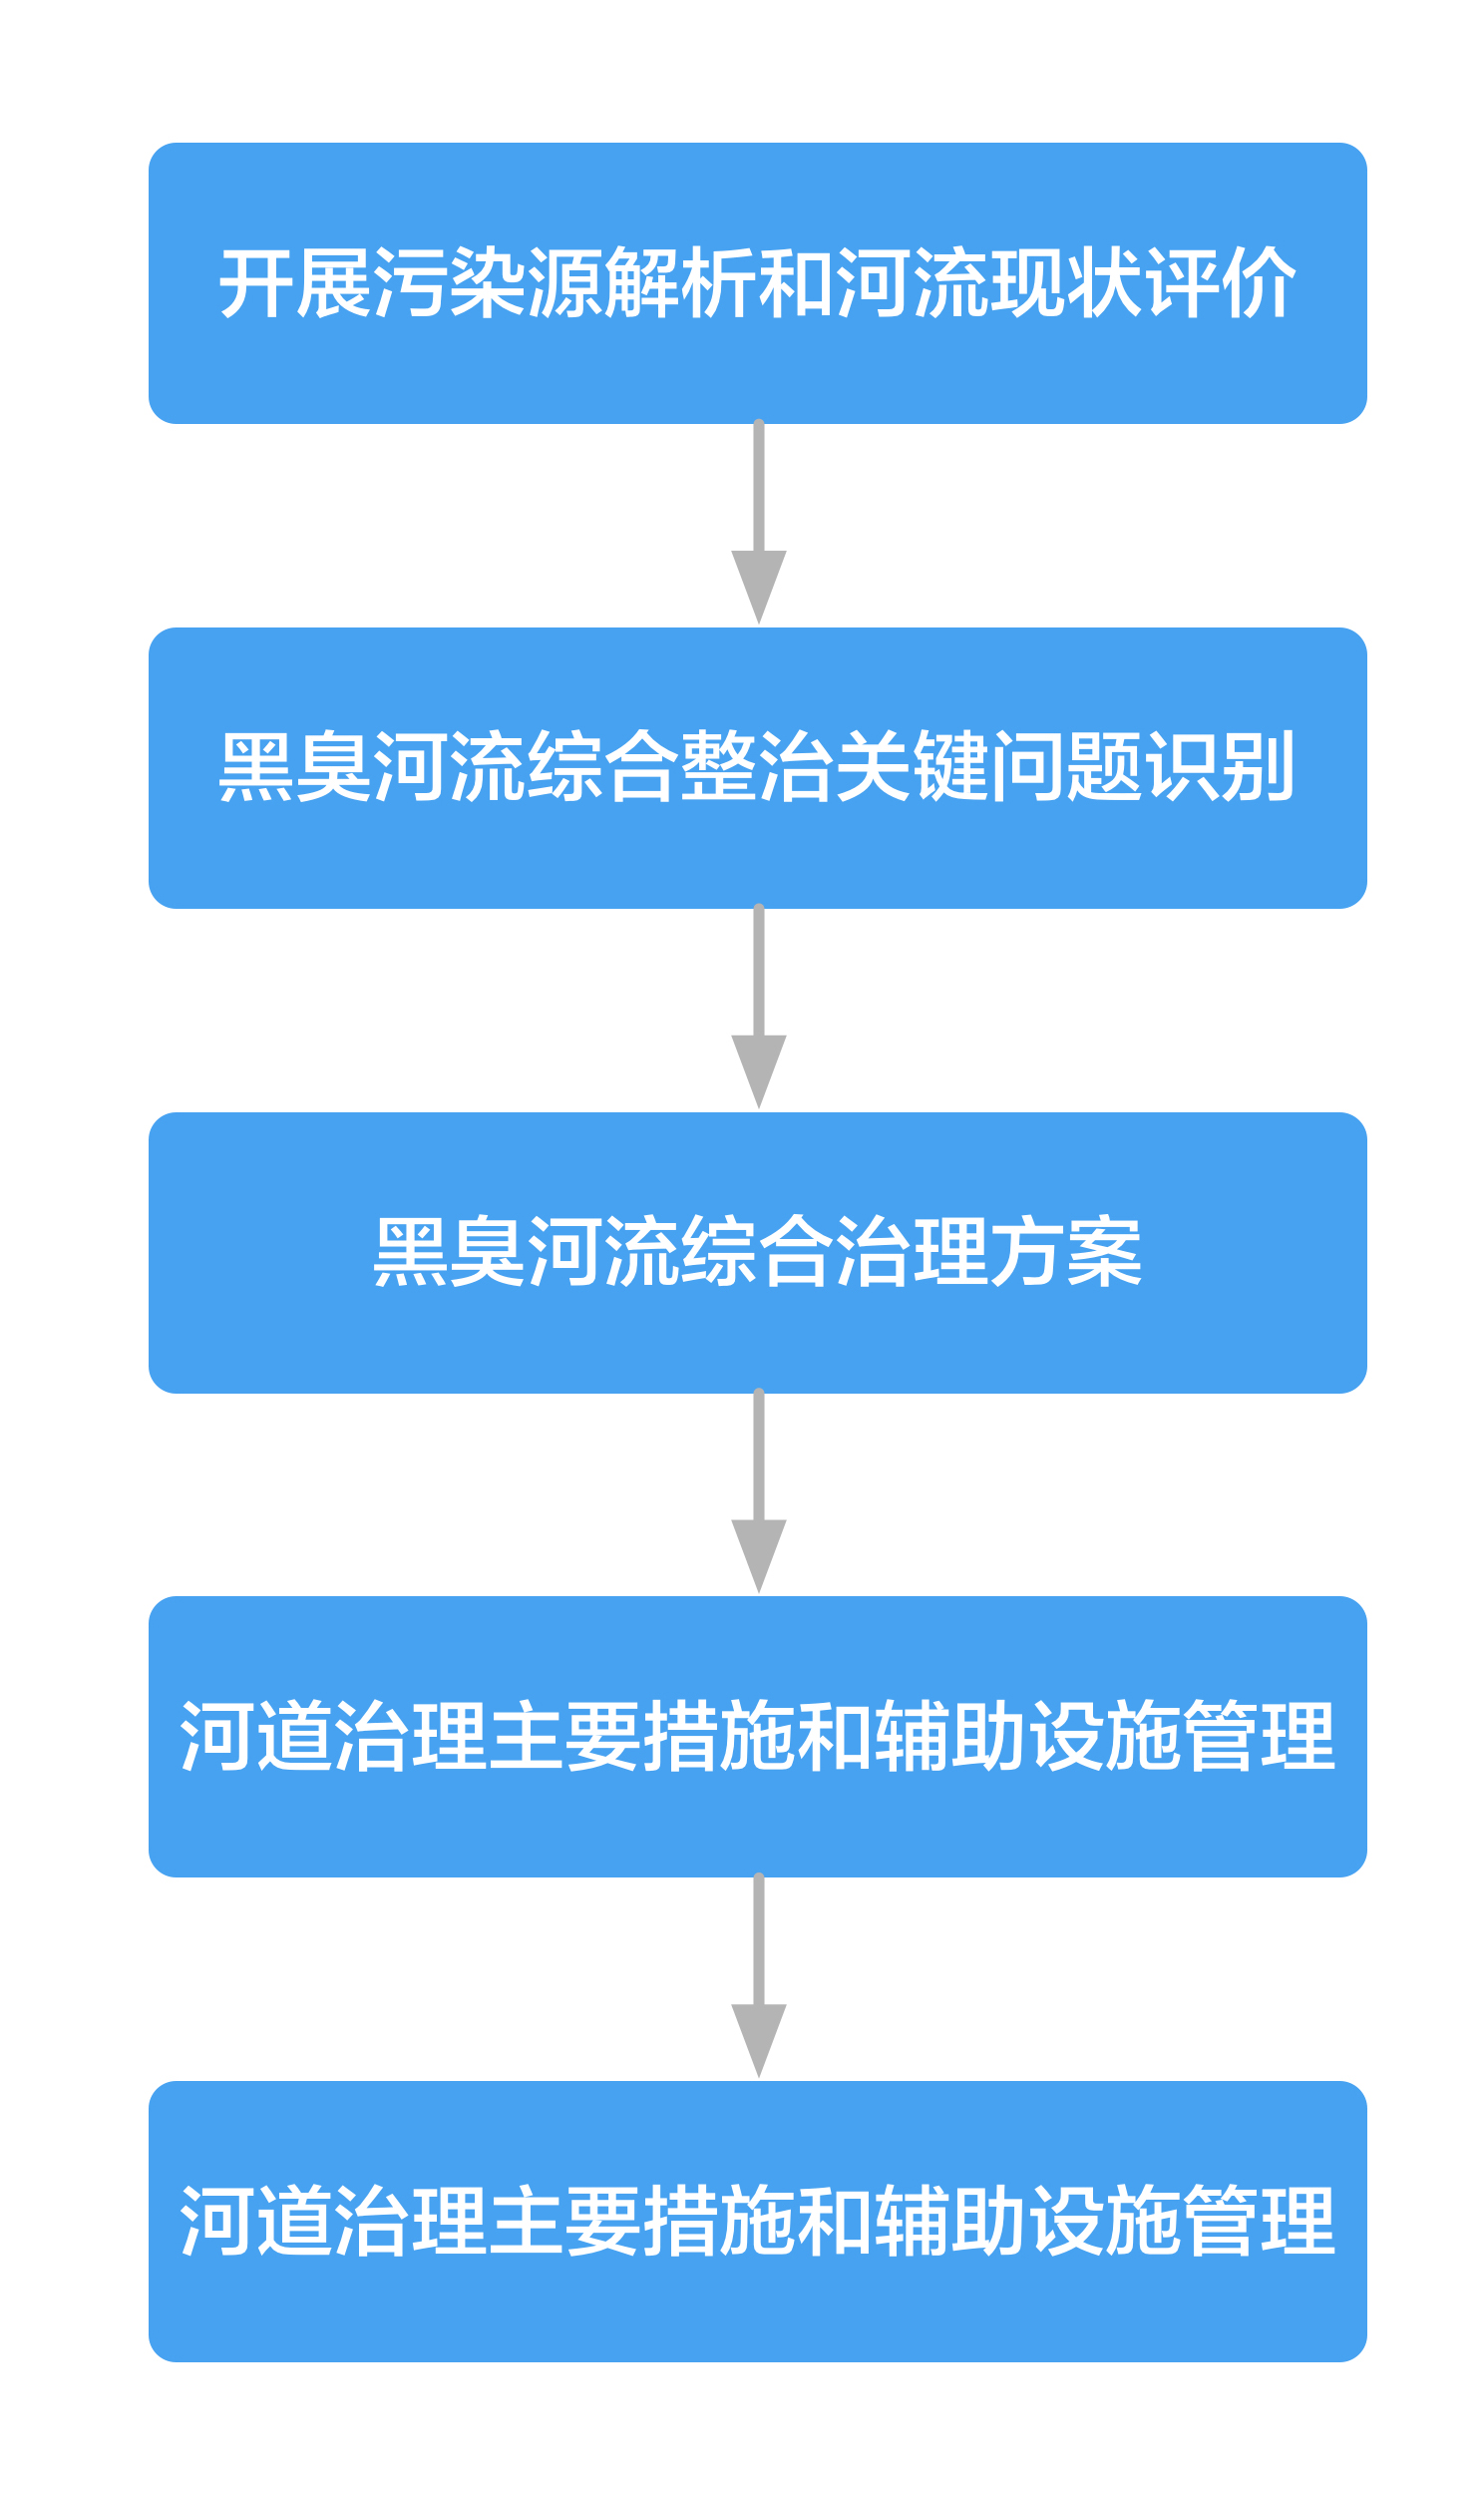 开展污染源解析和河流现状评价
黑臭河流综合整治关键问题识别
黑臭河流综合治理方案
河道治理主要措施和辅助设施管理
河道治理主要措施和辅助设施管理